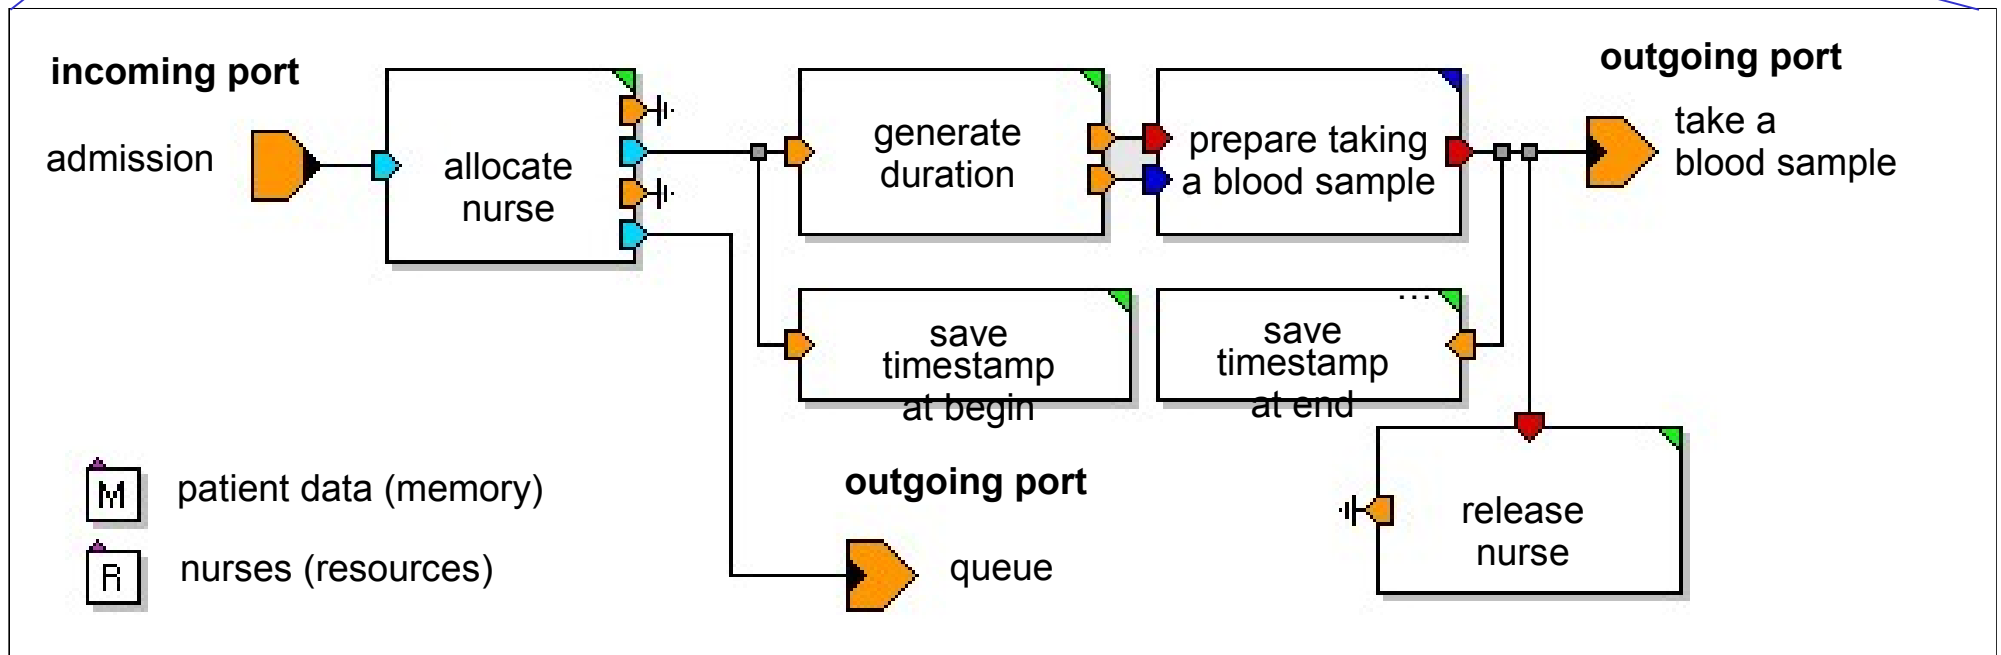 incoming port
admission
allocate
nurse
generate
duration
prepare taking
a blood sample
outgoing port
take a
blood sample
save
timestamp
at begin
...
save
timestamp
at end
M
patient data (memory)
R
nurses (resources)
outgoing port
queue
release
nurse